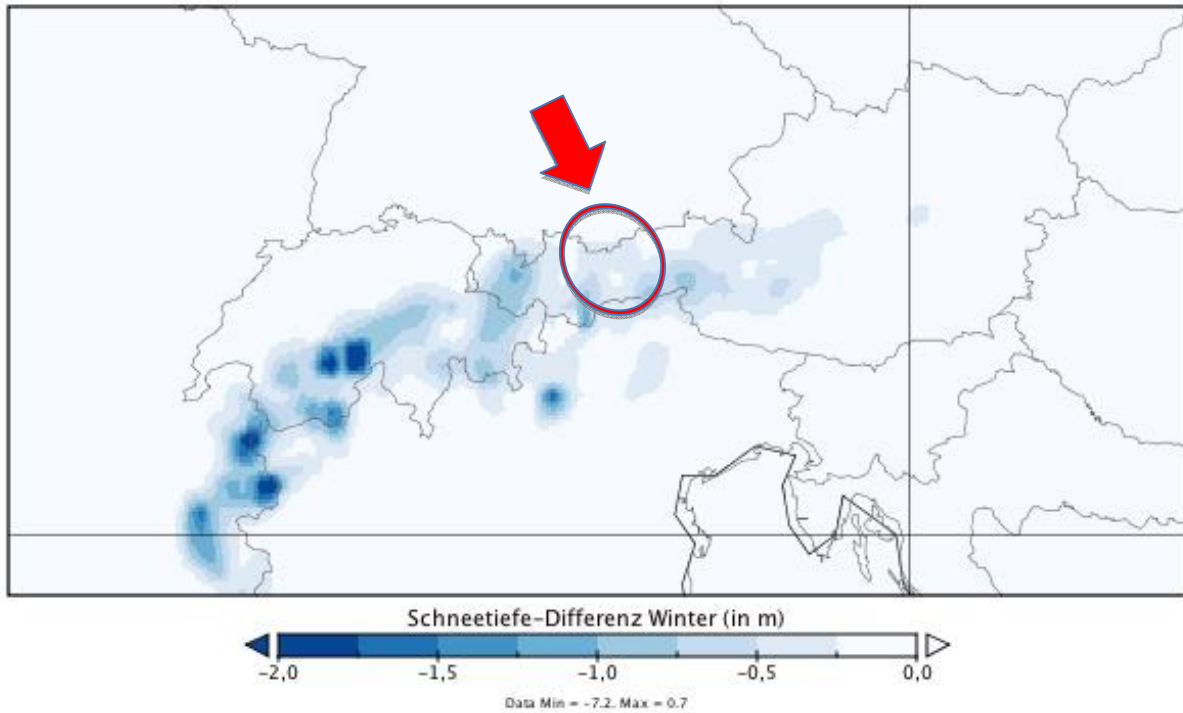 Schneetiefe-Differenz Winter (in m)
-2,0 -1,5 -1,0 -0,5 0,0
Data Min = -7.2, Max = 0.7